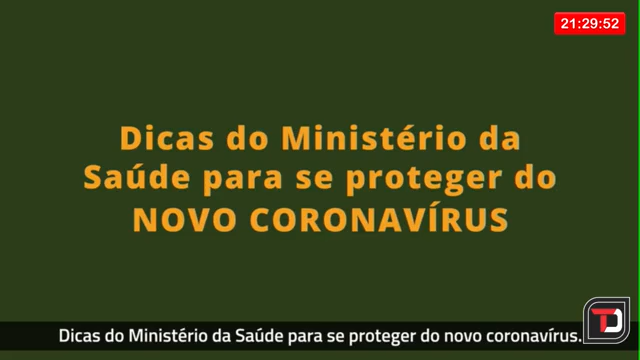 21:29:52
Dicas do Ministério da
Saúde para se proteger do
NOVO CORONAVÍRUS
Dicas do Ministério da Saúde para se proteger do novo coronavírus.